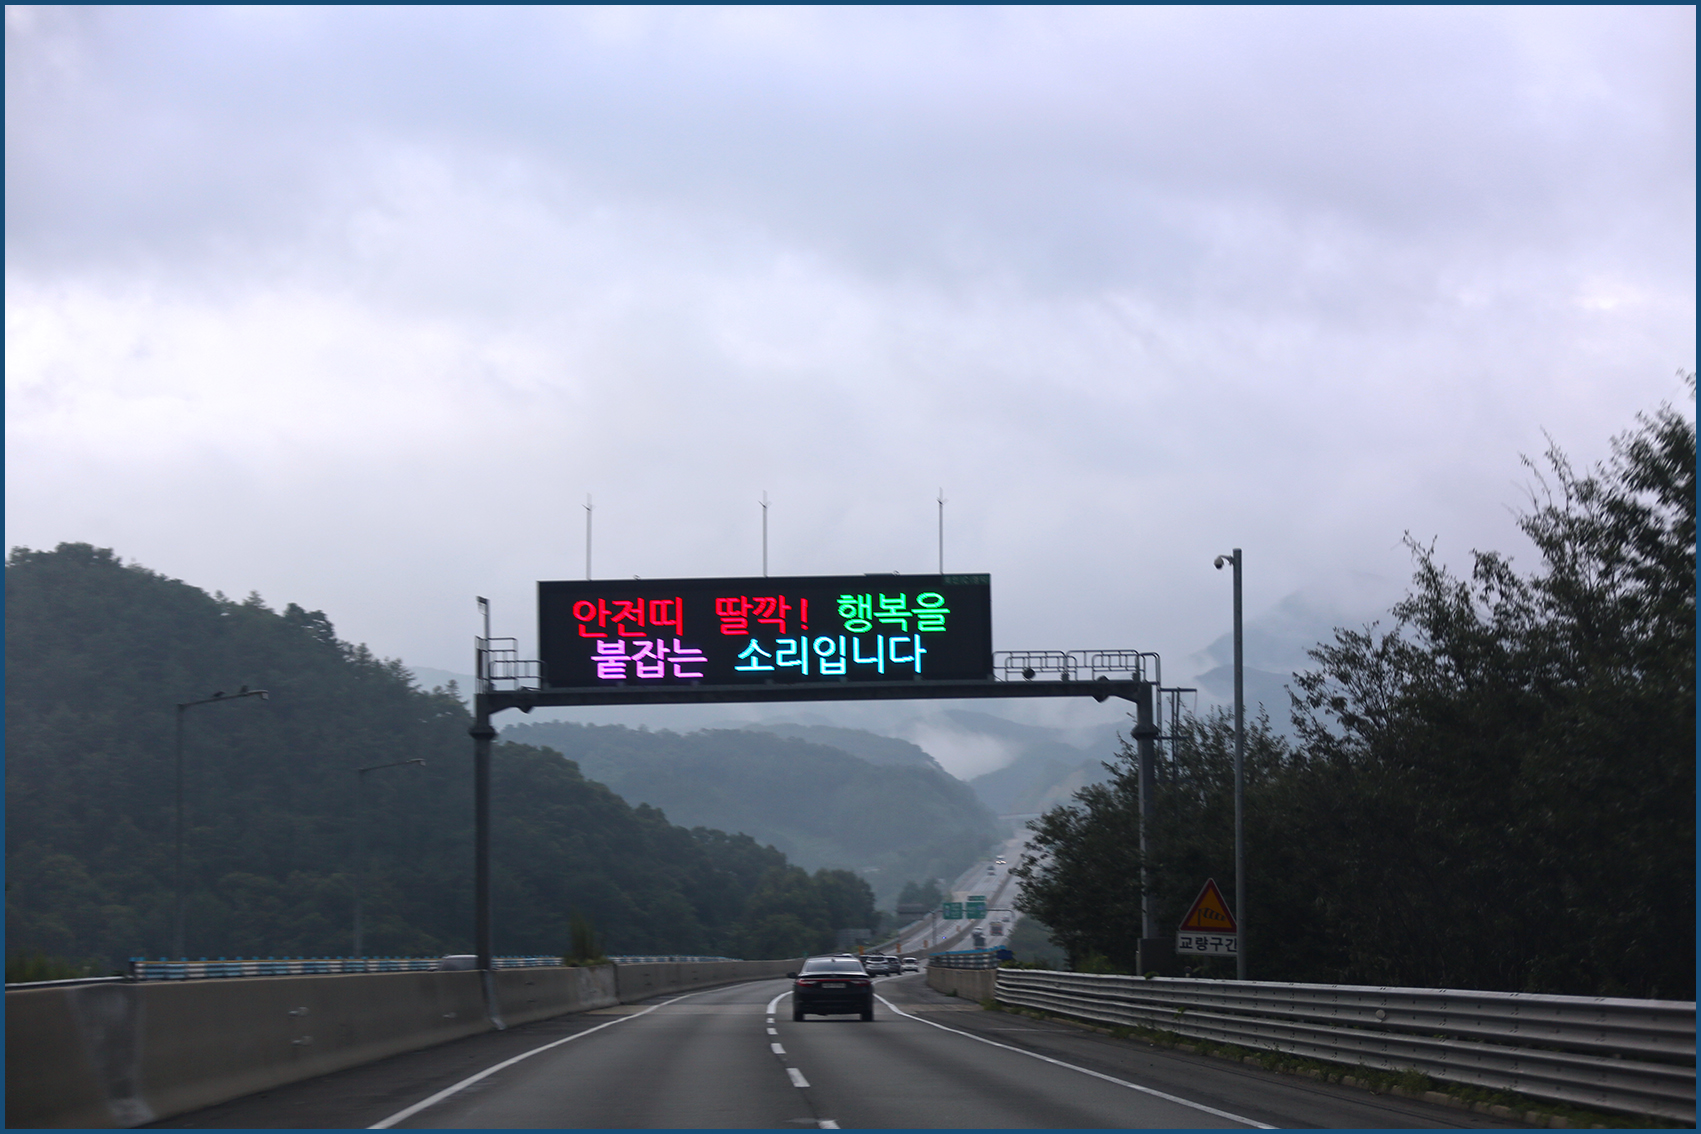 안전띠 딸깍! 행복을
붙잡는 소리입니다
교량구간